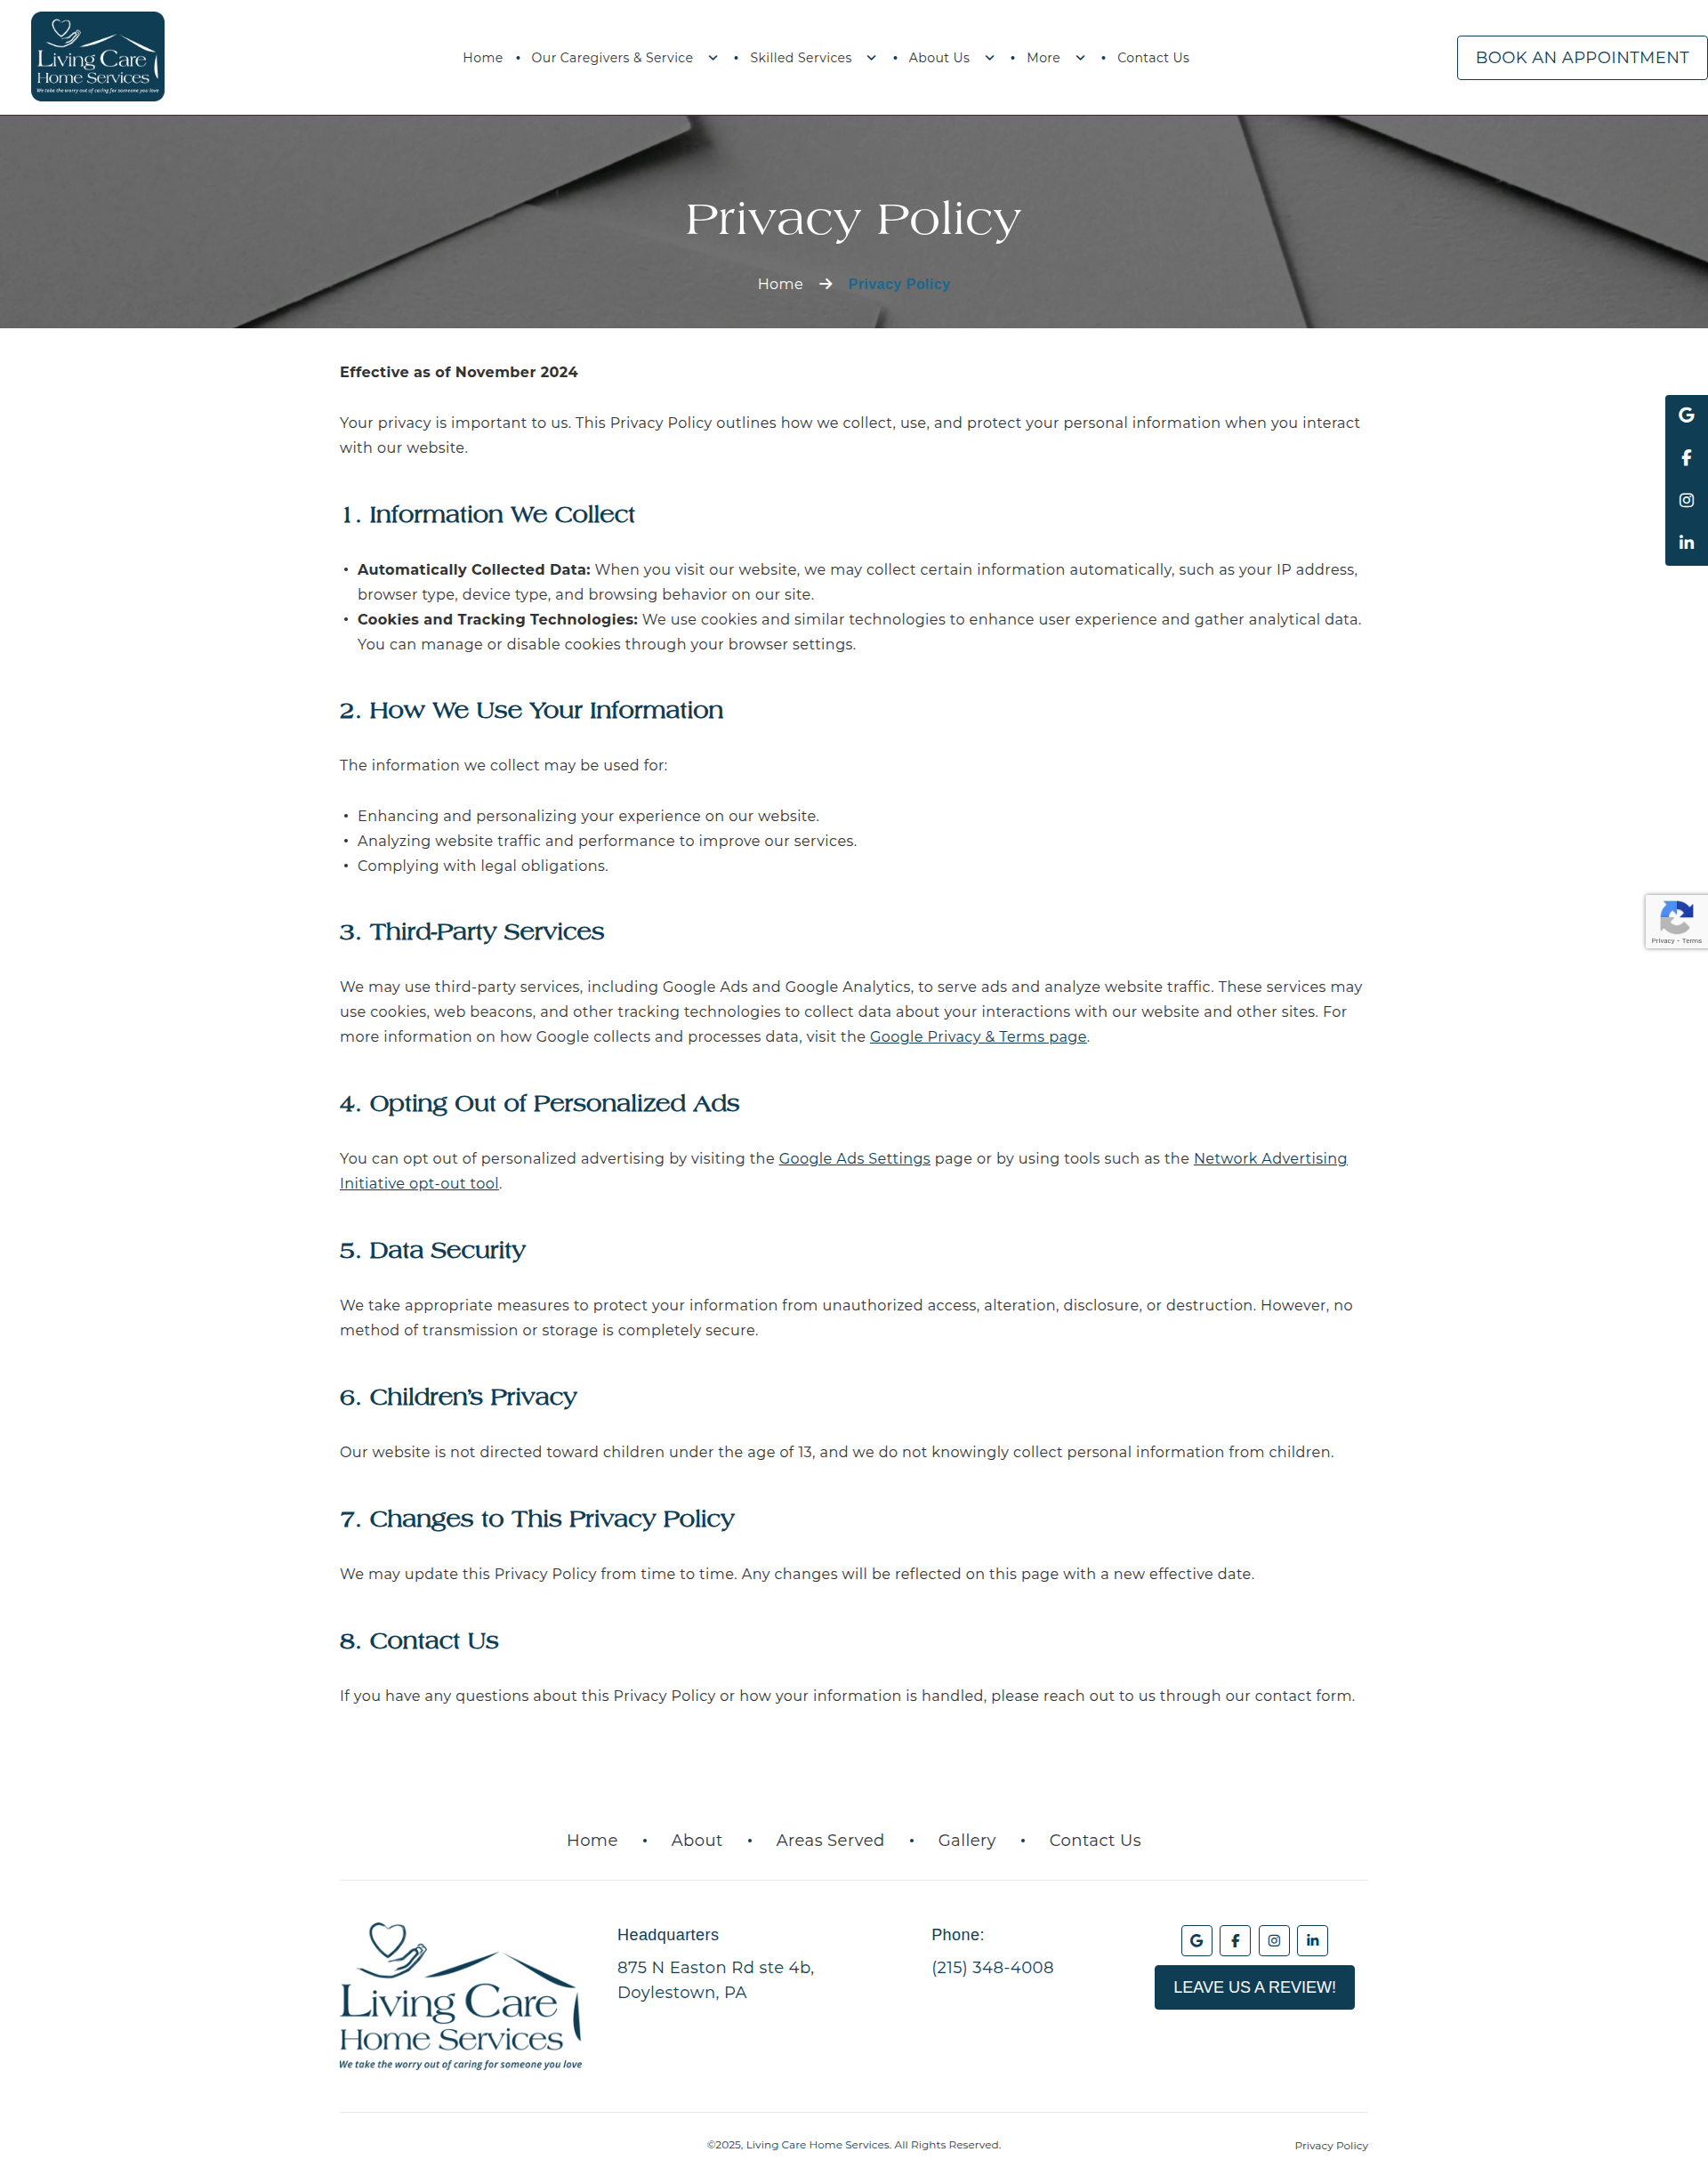 Living Care
Home Services
We take the worry out of caring for someone you love
Home • Our Caregivers & Service • Skilled Services • About Us • More • Contact Us
BOOK AN APPOINTMENT
Privacy Policy
Home → Privacy Policy
Effective as of November 2024
Your privacy is important to us. This Privacy Policy outlines how we collect, use, and protect your personal information when you interact
with our website.
1. Information We Collect
• Automatically Collected Data: When you visit our website, we may collect certain information automatically, such as your IP address,
browser type, device type, and browsing behavior on our site.
• Cookies and Tracking Technologies: We use cookies and similar technologies to enhance user experience and gather analytical data.
You can manage or disable cookies through your browser settings.
2. How We Use Your Information
The information we collect may be used for:
• Enhancing and personalizing your experience on our website.
• Analyzing website traffic and performance to improve our services.
• Complying with legal obligations.
Privacy - Terms
3. Third-Party Services
We may use third-party services, including Google Ads and Google Analytics, to serve ads and analyze website traffic. These services may
use cookies, web beacons, and other tracking technologies to collect data about your interactions with our website and other sites. For
more information on how Google collects and processes data, visit the Google Privacy & Terms page.
4. Opting Out of Personalized Ads
You can opt out of personalized advertising by visiting the Google Ads Settings page or by using tools such as the Network Advertising
Initiative opt-out tool.
5. Data Security
We take appropriate measures to protect your information from unauthorized access, alteration, disclosure, or destruction. However, no
method of transmission or storage is completely secure.
6. Children's Privacy
Our website is not directed toward children under the age of 13, and we do not knowingly collect personal information from children.
7. Changes to This Privacy Policy
We may update this Privacy Policy from time to time. Any changes will be reflected on this page with a new effective date.
8. Contact Us
If you have any questions about this Privacy Policy or how your information is handled, please reach out to us through our contact form.
Home • About • Areas Served • Gallery • Contact Us
Living Care
Home Services
We take the worry out of caring for someone you love
Headquarters
875 N Easton Rd ste 4b,
Doylestown, PA
Phone:
(215) 348-4008
LEAVE US A REVIEW!
©2025, Living Care Home Services. All Rights Reserved.
Privacy Policy